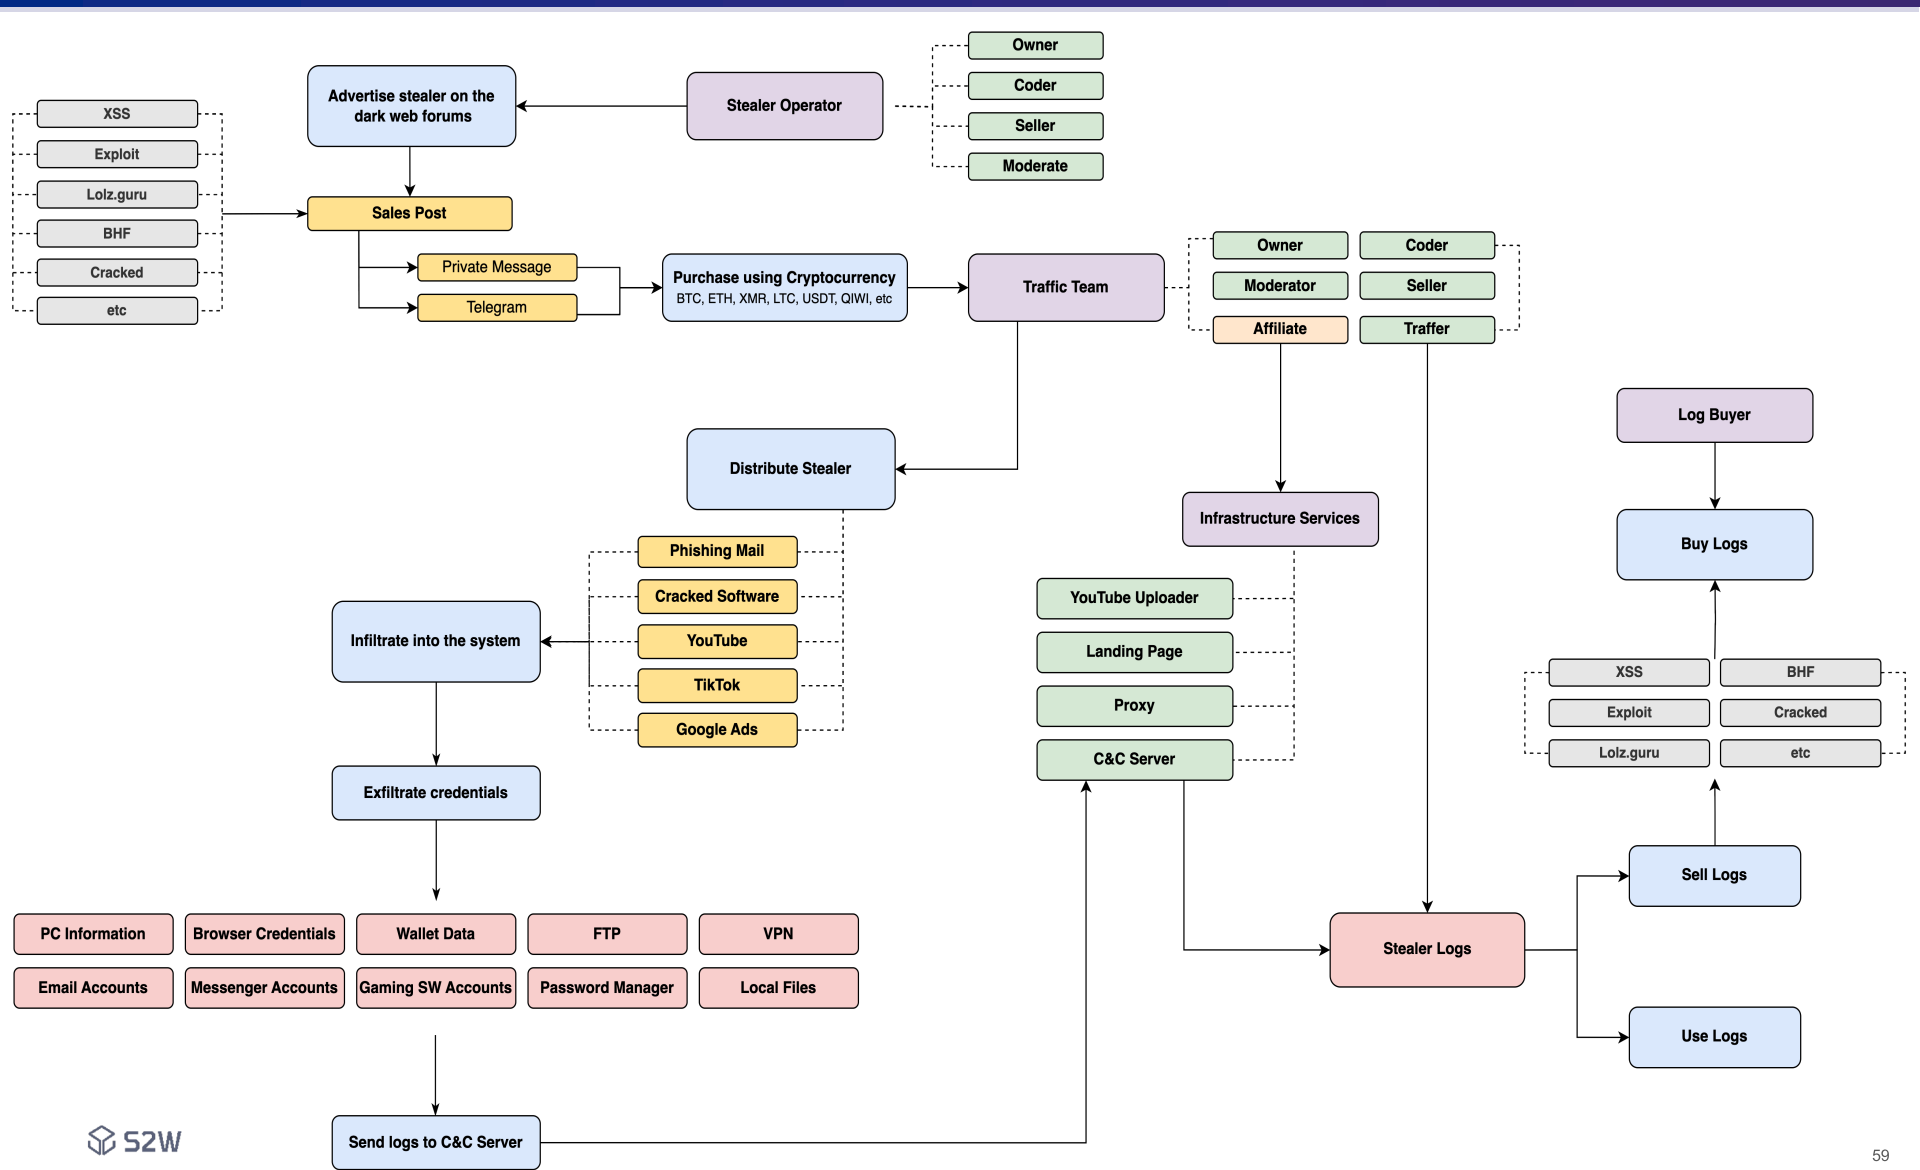 Owner
Coder
Seller
Moderate
Stealer Operator
Advertise stealer on the
dark web forums
XSS
Exploit
Lolz.guru
BHF
Cracked
etc
Sales Post
Private Message
Telegram
Purchase using Cryptocurrency
BTC, ETH, XMR, LTC, USDT, QIWI, etc
Traffic Team
Owner
Coder
Moderator
Seller
Affiliate
Traffer
Distribute Stealer
Phishing Mail
Cracked Software
YouTube
TikTok
Google Ads
Infiltrate into the system
Exfiltrate credentials
PC Information
Browser Credentials
Wallet Data
FTP
VPN
Email Accounts
Messenger Accounts
Gaming SW Accounts
Password Manager
Local Files
Send logs to C&C Server
Infrastructure Services
YouTube Uploader
Landing Page
Proxy
C&C Server
Stealer Logs
Log Buyer
Buy Logs
XSS
BHF
Exploit
Cracked
Lolz.guru
etc
Sell Logs
Use Logs
S2W
59